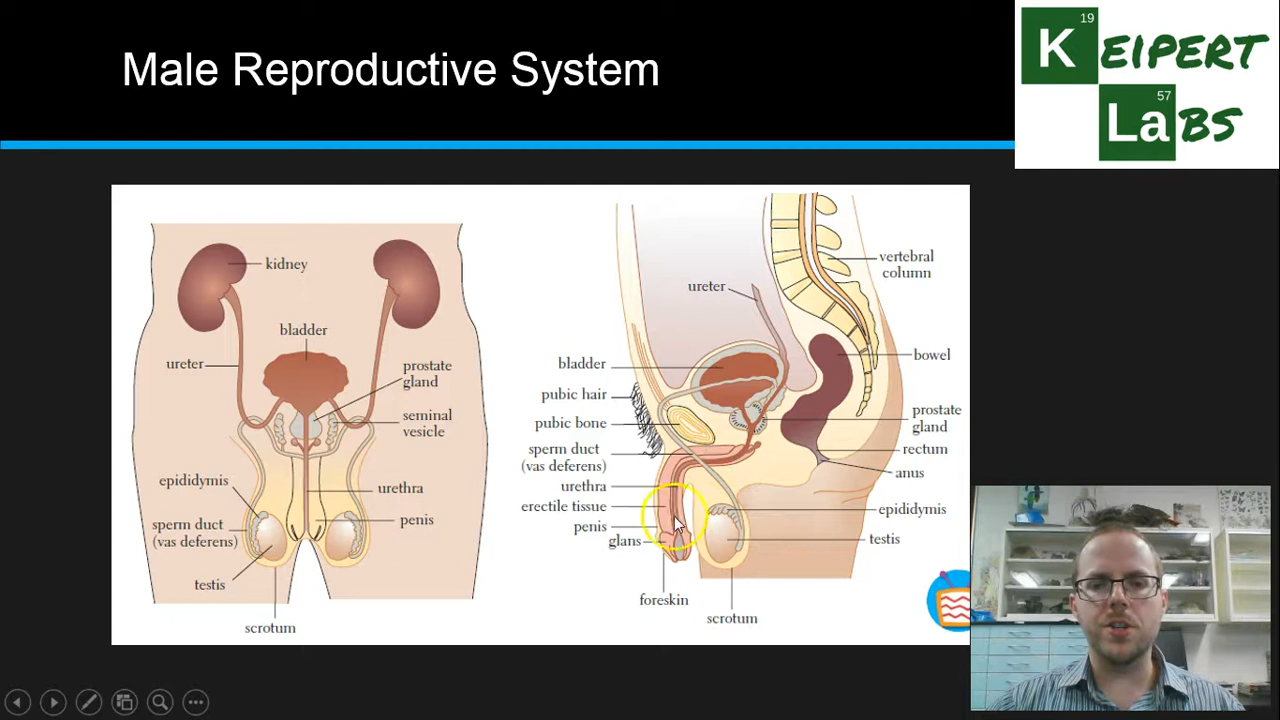 Male Reproductive System
19
KEIPERT
57
LaBS
kidney
bladder
ureter
prostate
gland
seminal
vesicle
epididymis
urethra
sperm duct
(vas deferens)
penis
testis
scrotum
vertebral
column
ureter
bladder
bowel
pubic hair
pubic bone
prostate
gland
sperm duct
(vas deferens)
rectum
anus
urethra
erectile tissue
penis
glans
epididymis
testis
foreskin
scrotum